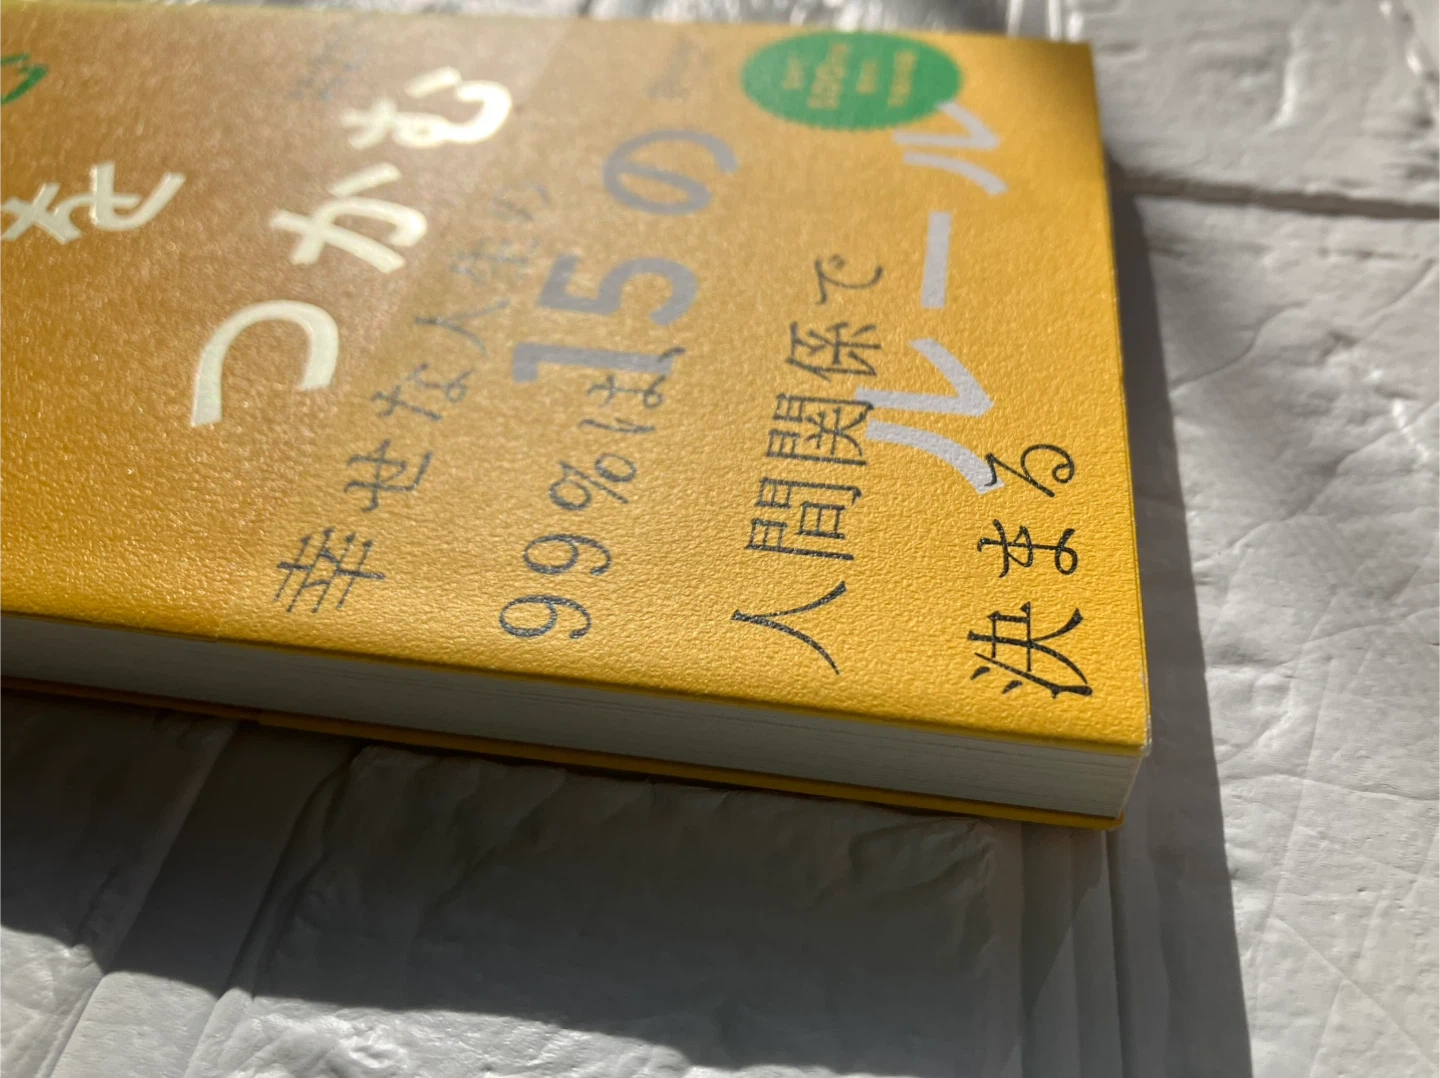 を
つかむ
15の
ルール
幸せな人生の
99%は、
人間関係で
決まる